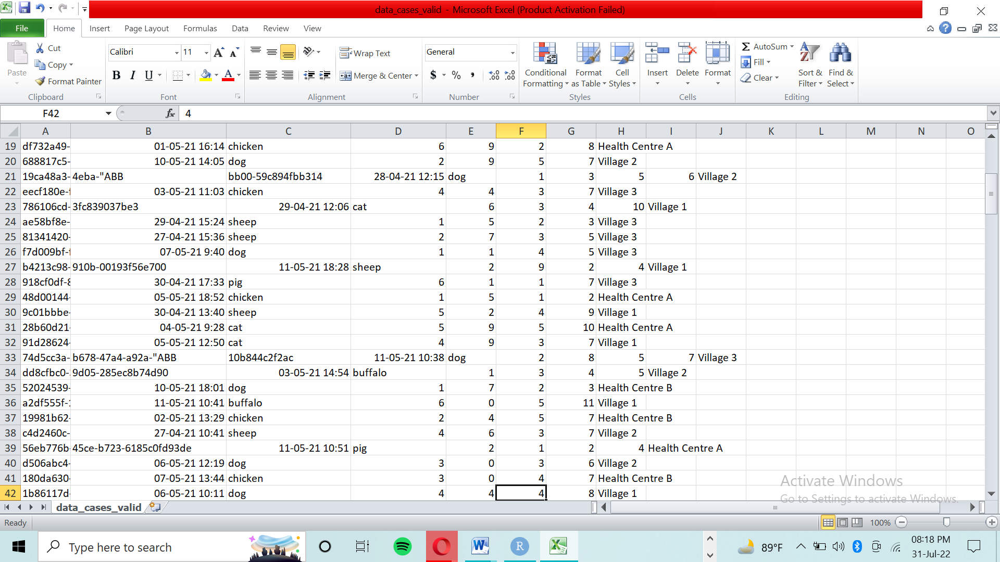 data_cases_valid - Microsoft Excel (Product Activation Failed)
File Home Insert Page Layout Formulas Data Review View
Paste Cut Copy Format Painter Clipboard
Calibri 11 B I U Font
Wrap Text Merge & Center Alignment
General $ % , Number
Conditional Formatting Format as Table Cell Styles Styles
Insert Delete Format Cells
AutoSum Fill Clear Sort & Filter Find & Select Editing
F42 fx 4
A B C D E F G H I J K L M N O
19 df732a49- 01-05-21 16:14 chicken 6 9 2 8 Health Centre A
20 688817c5- 10-05-21 14:05 dog 2 9 5 7 Village 2
21 19ca48a3- 4eba-"ABB bb00-59c894fbb314 28-04-21 12:15 dog 1 3 5 6 Village 2
22 eecf180e- 03-05-21 11:03 chicken 4 4 3 7 Village 3
23 786106cd- 3fc839037be3 29-04-21 12:06 cat 6 3 4 10 Village 1
24 ae58bf8e- 29-04-21 15:24 sheep 1 5 2 3 Village 3
25 81341420- 27-04-21 15:36 sheep 2 7 3 5 Village 3
26 f7d009bf- 07-05-21 9:40 dog 1 1 4 5 Village 3
27 b4213c98- 910b-00193f56e700 11-05-21 18:28 sheep 2 9 2 4 Village 1
28 918cf0df-8 30-04-21 17:33 pig 6 1 1 7 Village 3
29 48d00144- 05-05-21 18:52 chicken 1 5 1 2 Health Centre A
30 9c01bbbe- 30-04-21 13:40 sheep 5 2 4 9 Village 1
31 28b60d21- 04-05-21 9:28 cat 5 9 5 10 Health Centre A
32 91d28624- 05-05-21 12:50 cat 4 9 3 7 Village 1
33 74d5cc3a- b678-47a4-a92a-"ABB 10b844c2f2ac 11-05-21 10:38 dog 2 8 5 7 Village 3
34 dd8cfbc0- 9d05-285ec8b74d90 03-05-21 14:54 buffalo 1 3 4 5 Village 2
35 52024539- 10-05-21 18:01 dog 1 7 2 3 Health Centre B
36 a2df555f- 11-05-21 10:41 buffalo 6 0 5 11 Village 1
37 19981b62- 02-05-21 13:29 chicken 2 4 5 7 Health Centre B
38 c4d2460c- 27-04-21 10:41 sheep 4 6 3 7 Village 2
39 56eb776b- 45ce-b723-6185c0fd93de 11-05-21 10:51 pig 2 1 2 4 Health Centre A
40 d506abc4- 06-05-21 12:19 dog 3 0 3 6 Village 2
41 180da630- 07-05-21 13:44 chicken 3 0 4 7 Health Centre B
42 1b86117d- 06-05-21 10:11 dog 4 4 4 8 Village 1
Activate Windows
Go to Settings to activate Windows.
data_cases_valid
Ready 100%
Type here to search 89°F 08:18 PM
31-Jul-22